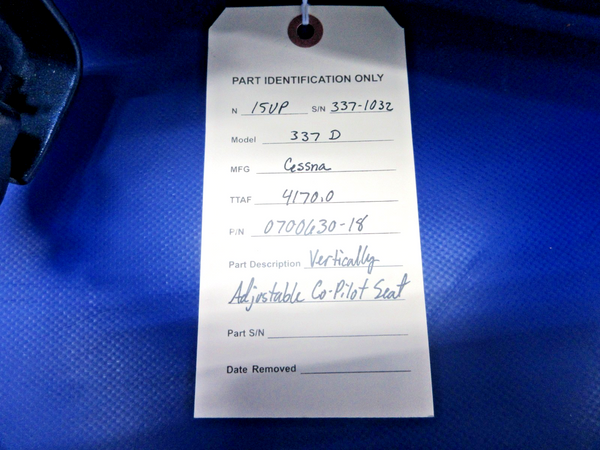 PART IDENTIFICATION ONLY
N 15UP S/N 337-1032
Model 337 D
MFG Cessna
TTAF 4170.0
P/N 0700630-18
Part Description Vertically
Adjustable Co-Pilot Seat
Part S/N
Date Removed